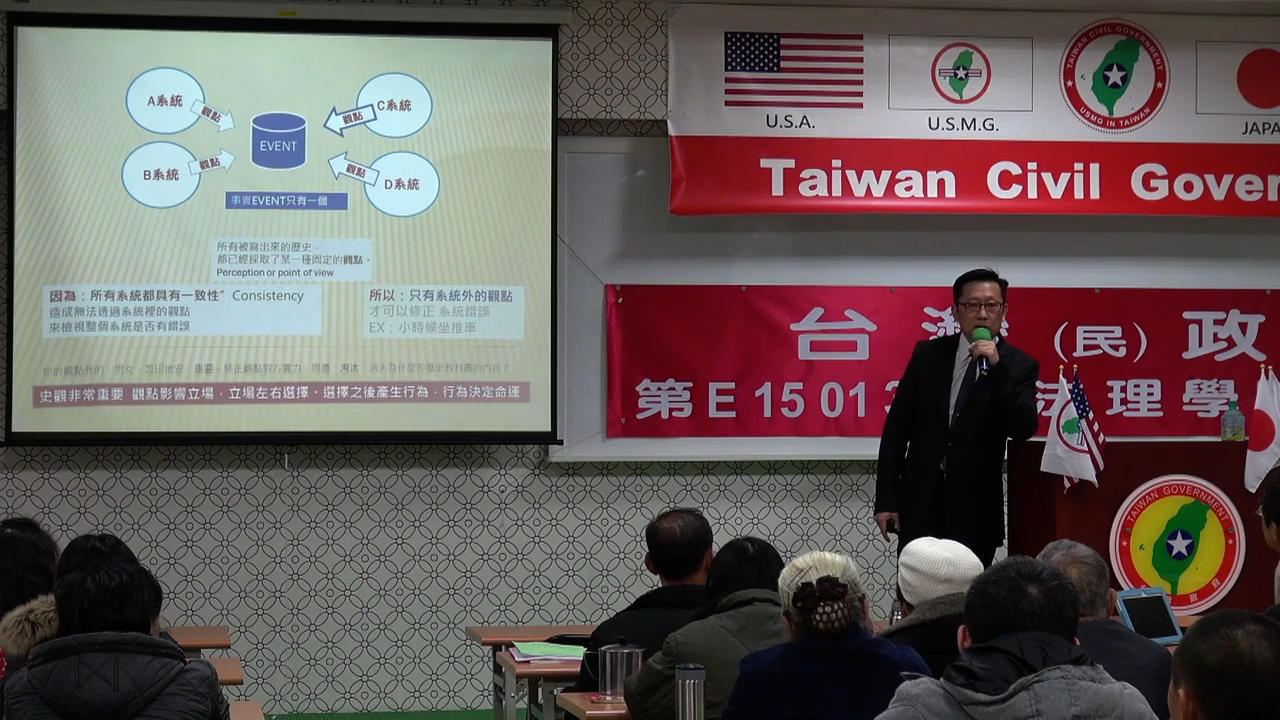 A系統
觀點
EVENT
觀點
C系統
B系統
觀點
觀點
D系統
事實EVENT只有一個
所有被寫出來的歷史，
都已經採取了某一種固定的觀點。
Perception or point of view
因為：所有系統都具有一致性" Consistency
造成無法透過系統裡的觀點
來檢視整個系統是否有錯誤
所以：只有系統外的觀點
才可以修正 系統錯誤
EX：小時候坐推車
史觀非常重要 觀點影響立場，立場左右選擇、選擇之後產生行為，行為決定命運
U.S.A.
U.S.M.G.
TAIWAN CIVIL GOVERNMENT
USMG IN TAIWAN
JAPA
Taiwan Civil Gover
台 (民) 政
第E 15 01 法 理 學
TAIWAN GOVERNMENT
政 府